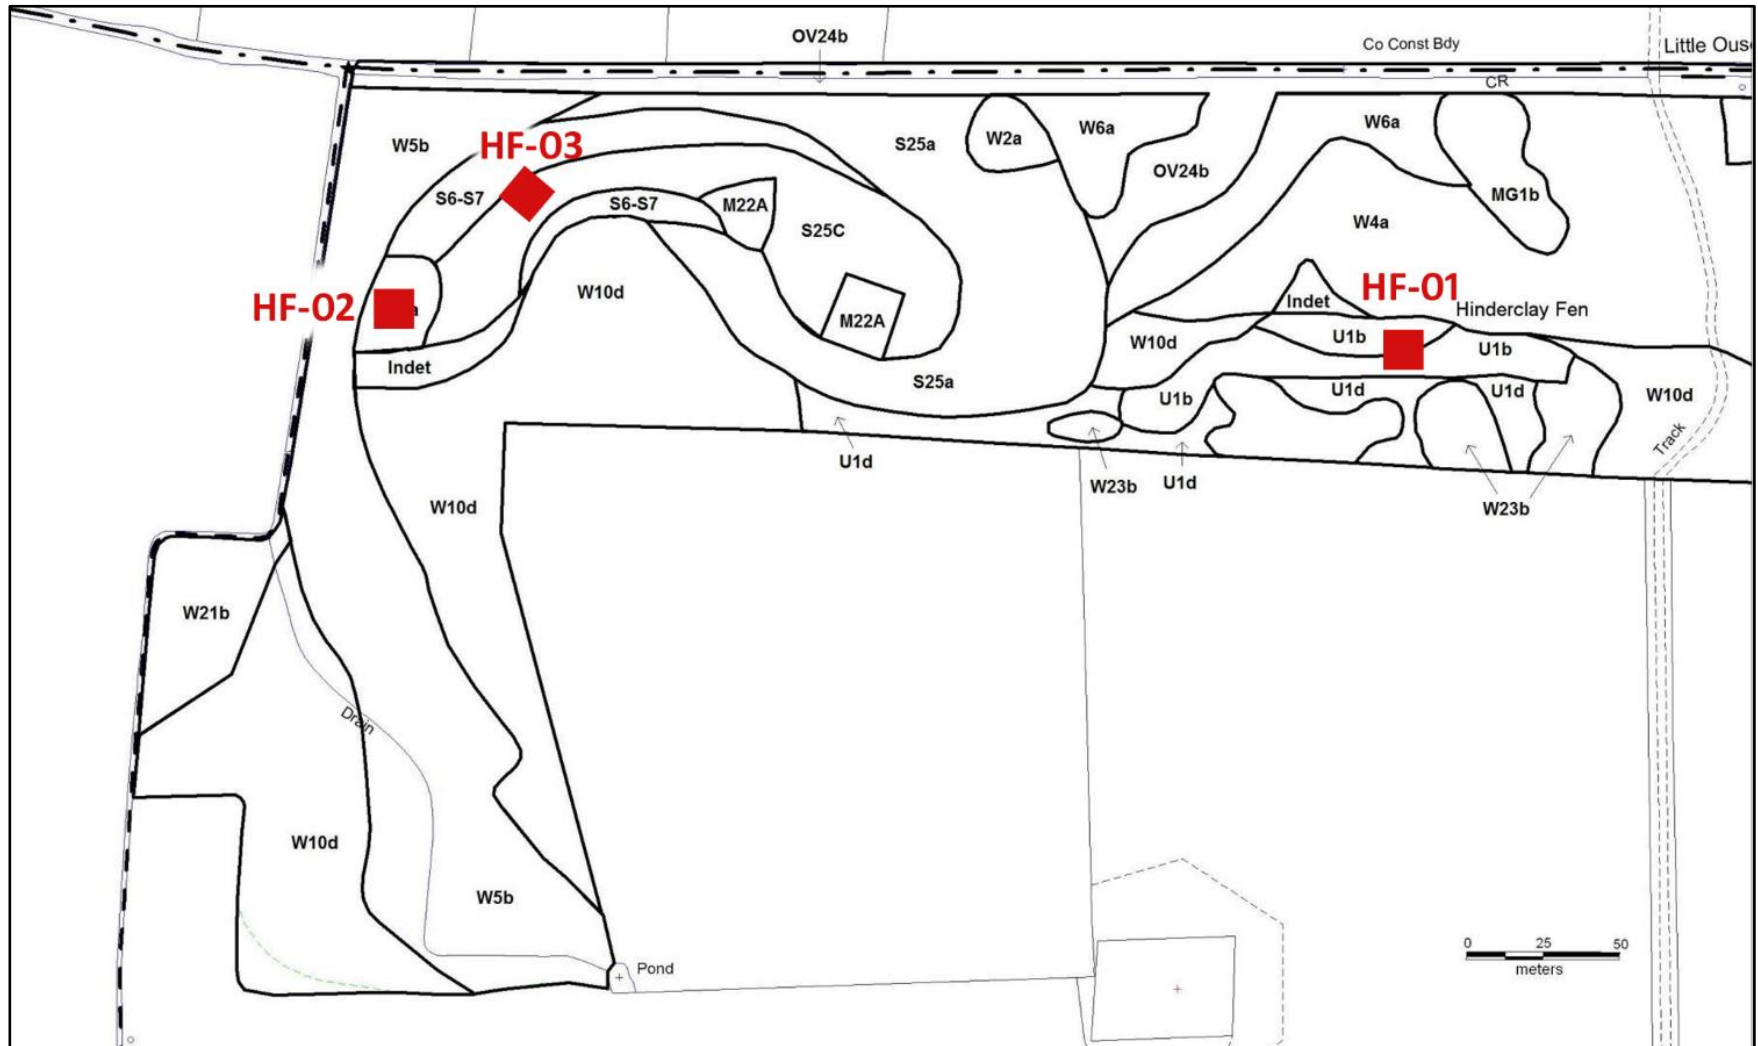 OV24b
Co Const Bdy
Little Ous
CR
W5b
HF-03
S25a
W2a
W6a
W6a
OV24b
MG1b
S6-S7
S6-S7
M22A
S25C
W4a
HF-02
a
W10d
Indet
HF-01
Hinderclay Fen
M22A
W10d
U1b
U1b
Indet
S25a
U1b
U1d
U1d
W10d
Track
U1d
W23b
U1d
W23b
W10d
W21b
Drain
W10d
W5b
Pond
0 25 50
meters